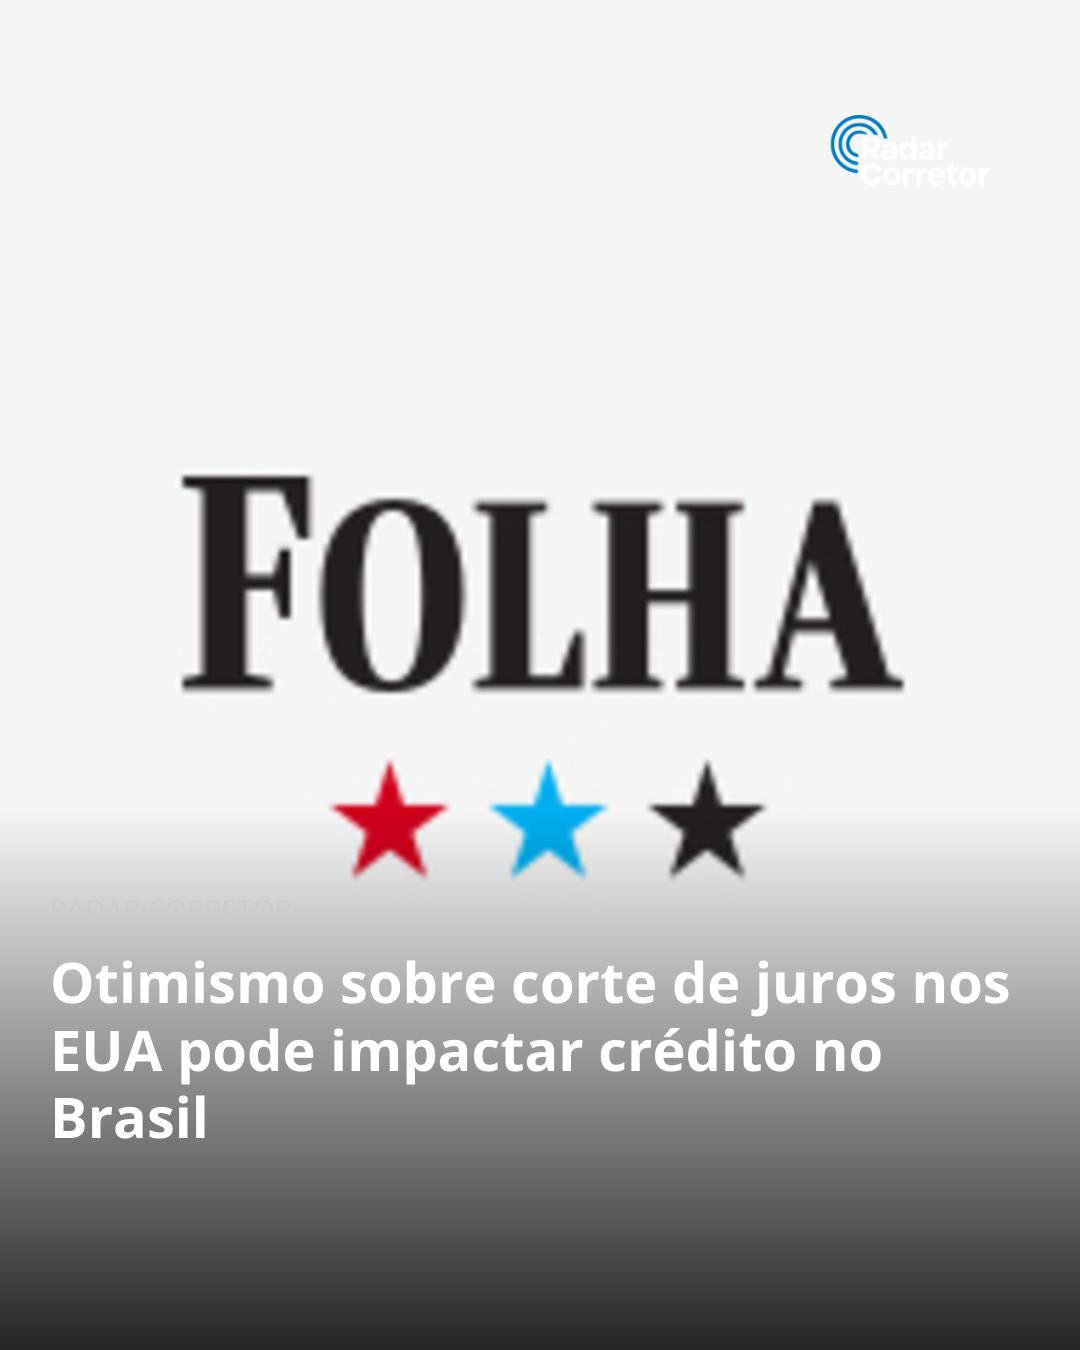 Radar
Corretor
FOLHA
RADAR CORRETOR
Otimismo sobre corte de juros nos
EUA pode impactar crédito no
Brasil